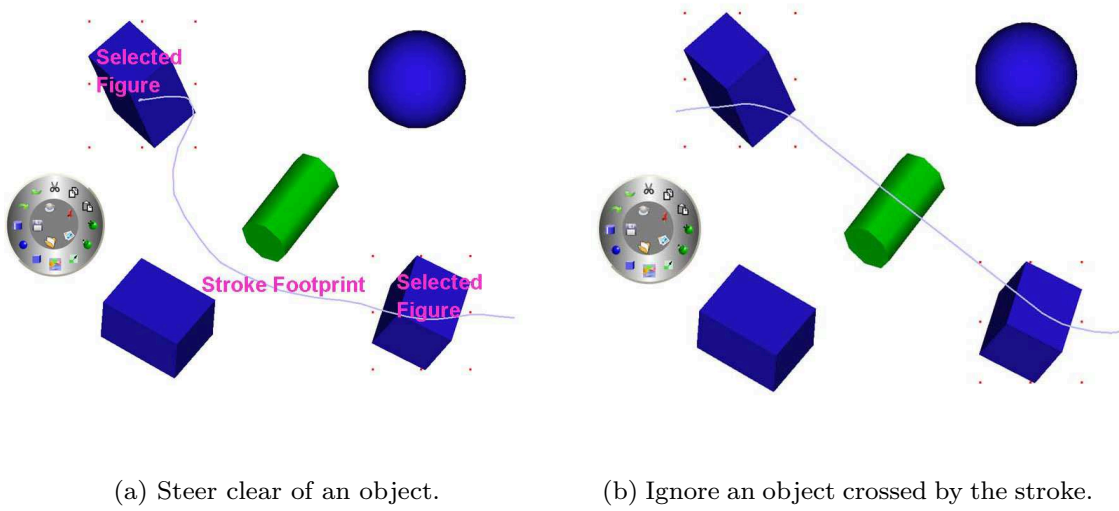 Selected
Figure
Stroke Footprint
Selected
Figure
(a) Steer clear of an object.
(b) Ignore an object crossed by the stroke.